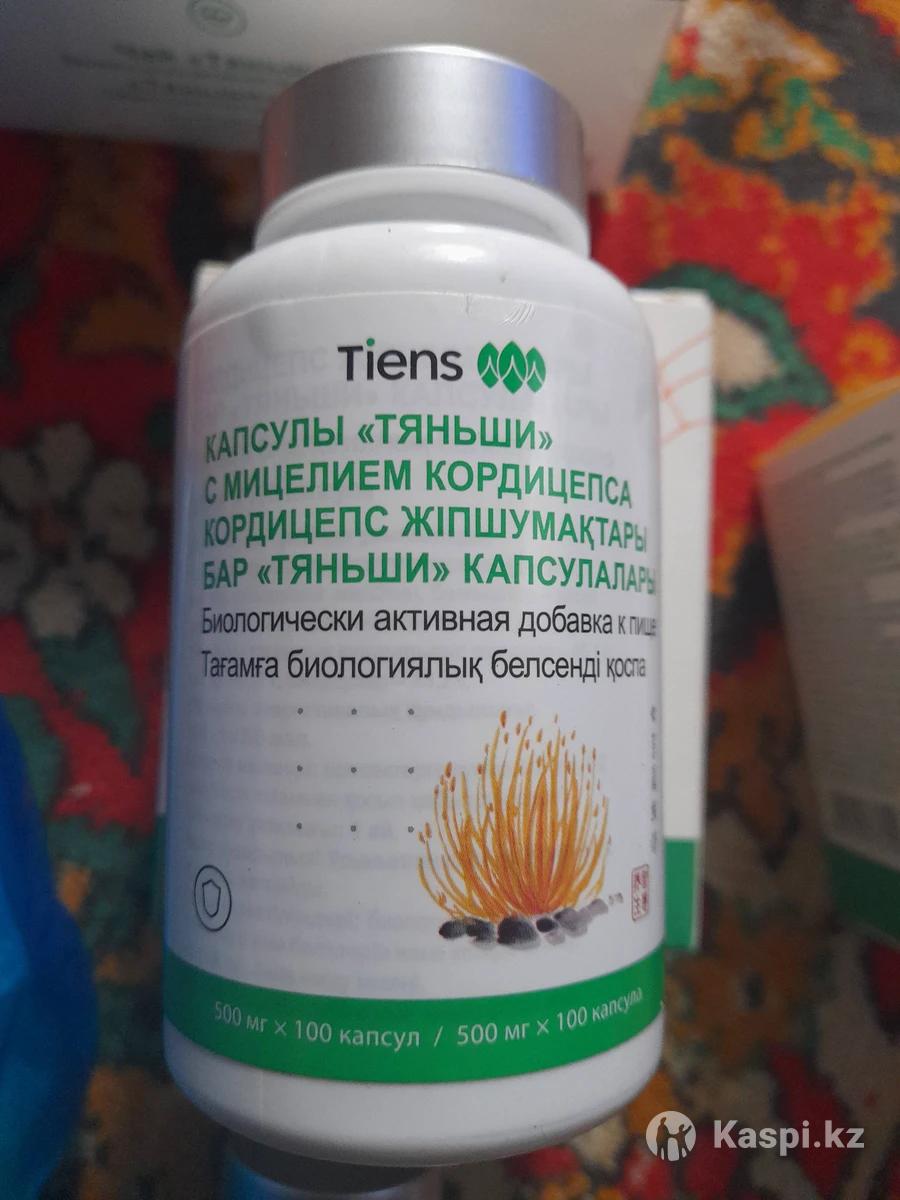 Tiens
КАПСУЛЫ «ТЯНЬШИ»
С МИЦЕЛИЕМ КОРДИЦЕПСА
КОРДИЦЕПС ЖІПШУМАҚТАРЫ
БАР «ТЯНЬШИ» КАПСУЛАЛАРЫ
Биологически активная добавка к пище
Тағамға биологиялық белсенді қоспа
500 мг × 100 капсул / 500 мг × 100 капсула
Kaspi.kz